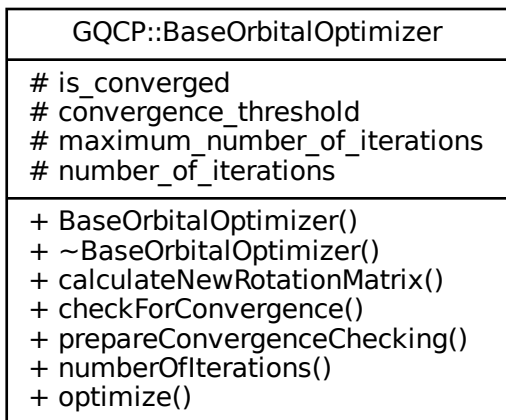 GQCP::BaseOrbitalOptimizer
# is_converged
# convergence_threshold
# maximum_number_of_iterations
# number_of_iterations
+ BaseOrbitalOptimizer()
+ ~BaseOrbitalOptimizer()
+ calculateNewRotationMatrix()
+ checkForConvergence()
+ prepareConvergenceChecking()
+ numberOfIterations()
+ optimize()